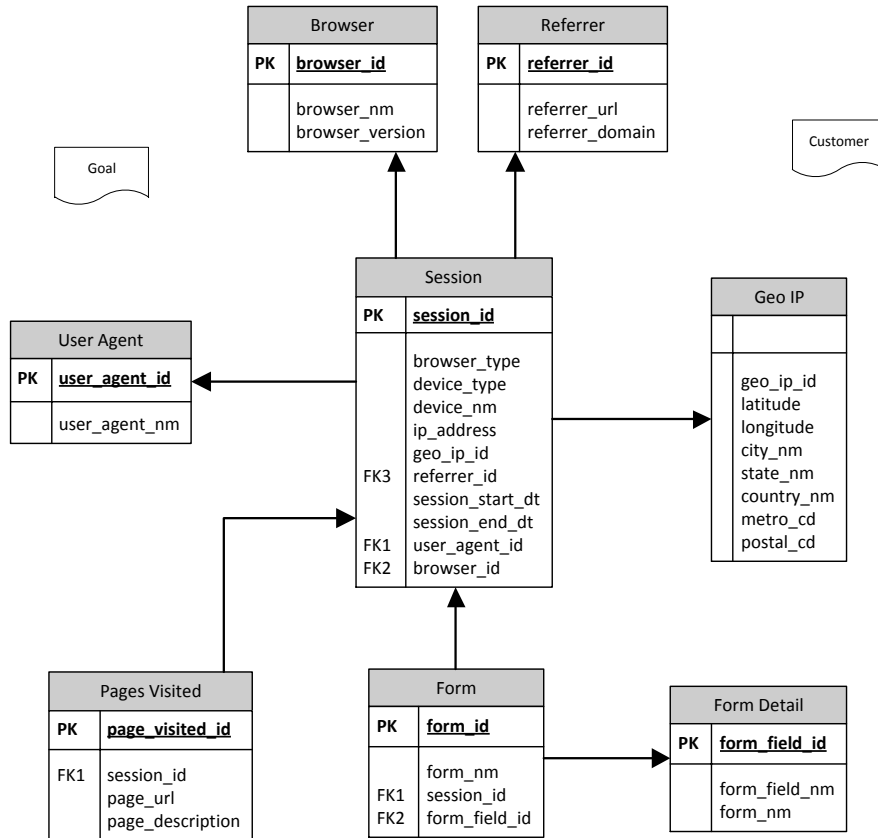 Browser
PK browser_id
browser_nm
browser_version
Referrer
PK referrer_id
referrer_url
referrer_domain
Goal
Customer
Session
PK session_id
browser_type
device_type
device_nm
ip_address
geo_ip_id
FK3 referrer_id
session_start_dt
session_end_dt
FK1 user_agent_id
FK2 browser_id
User Agent
PK user_agent_id
user_agent_nm
Geo IP
geo_ip_id
latitude
longitude
city_nm
state_nm
country_nm
metro_cd
postal_cd
Pages Visited
PK page_visited_id
FK1 session_id
page_url
page_description
Form
PK form_id
form_nm
FK1 session_id
FK2 form_field_id
Form Detail
PK form_field_id
form_field_nm
form_nm